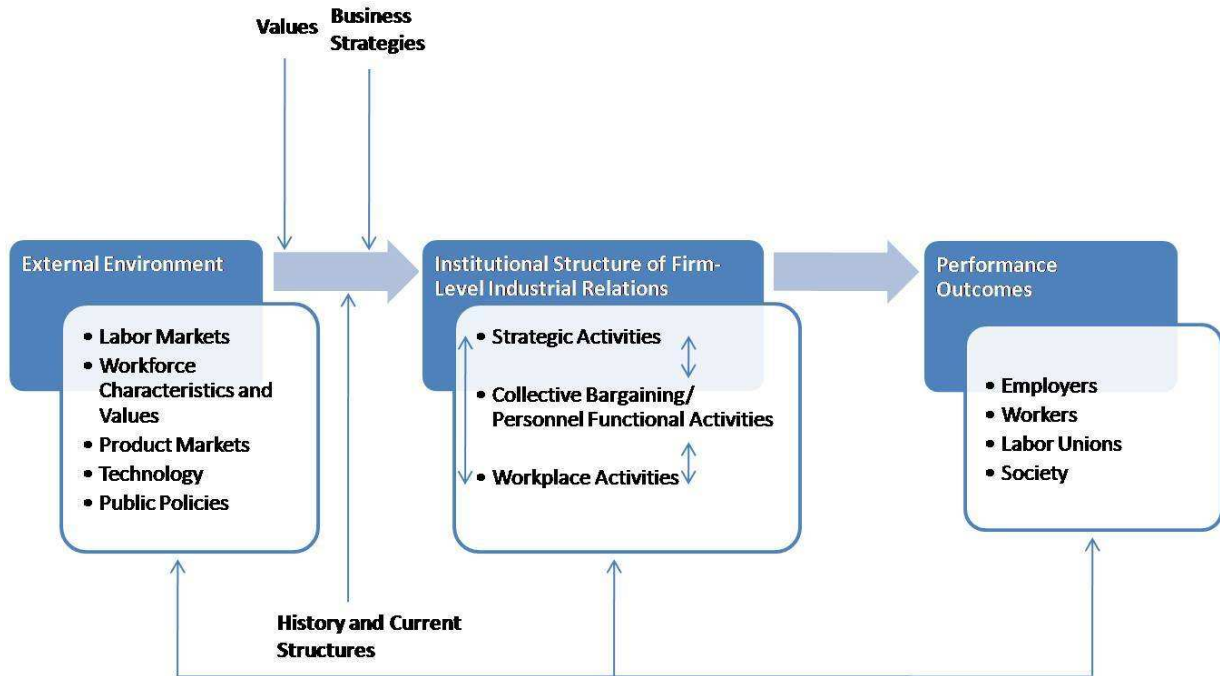 Values
Business
Strategies
External Environment
• Labor Markets
• Workforce
Characteristics and
Values
• Product Markets
• Technology
• Public Policies
Institutional Structure of Firm-
Level Industrial Relations
• Strategic Activities
• Collective Bargaining/
Personnel Functional Activities
• Workplace Activities
Performance
Outcomes
• Employers
• Workers
• Labor Unions
• Society
History and Current
Structures